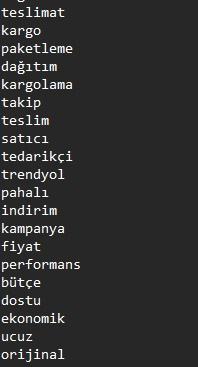 teslimat
kargo
paketleme
dağıtım
kargolama
takip
teslim
satıcı
tedarikçi
trendyol
pahalı
indirim
kampanya
fiyat
performans
bütçe
dostu
ekonomik
ucuz
orijinal